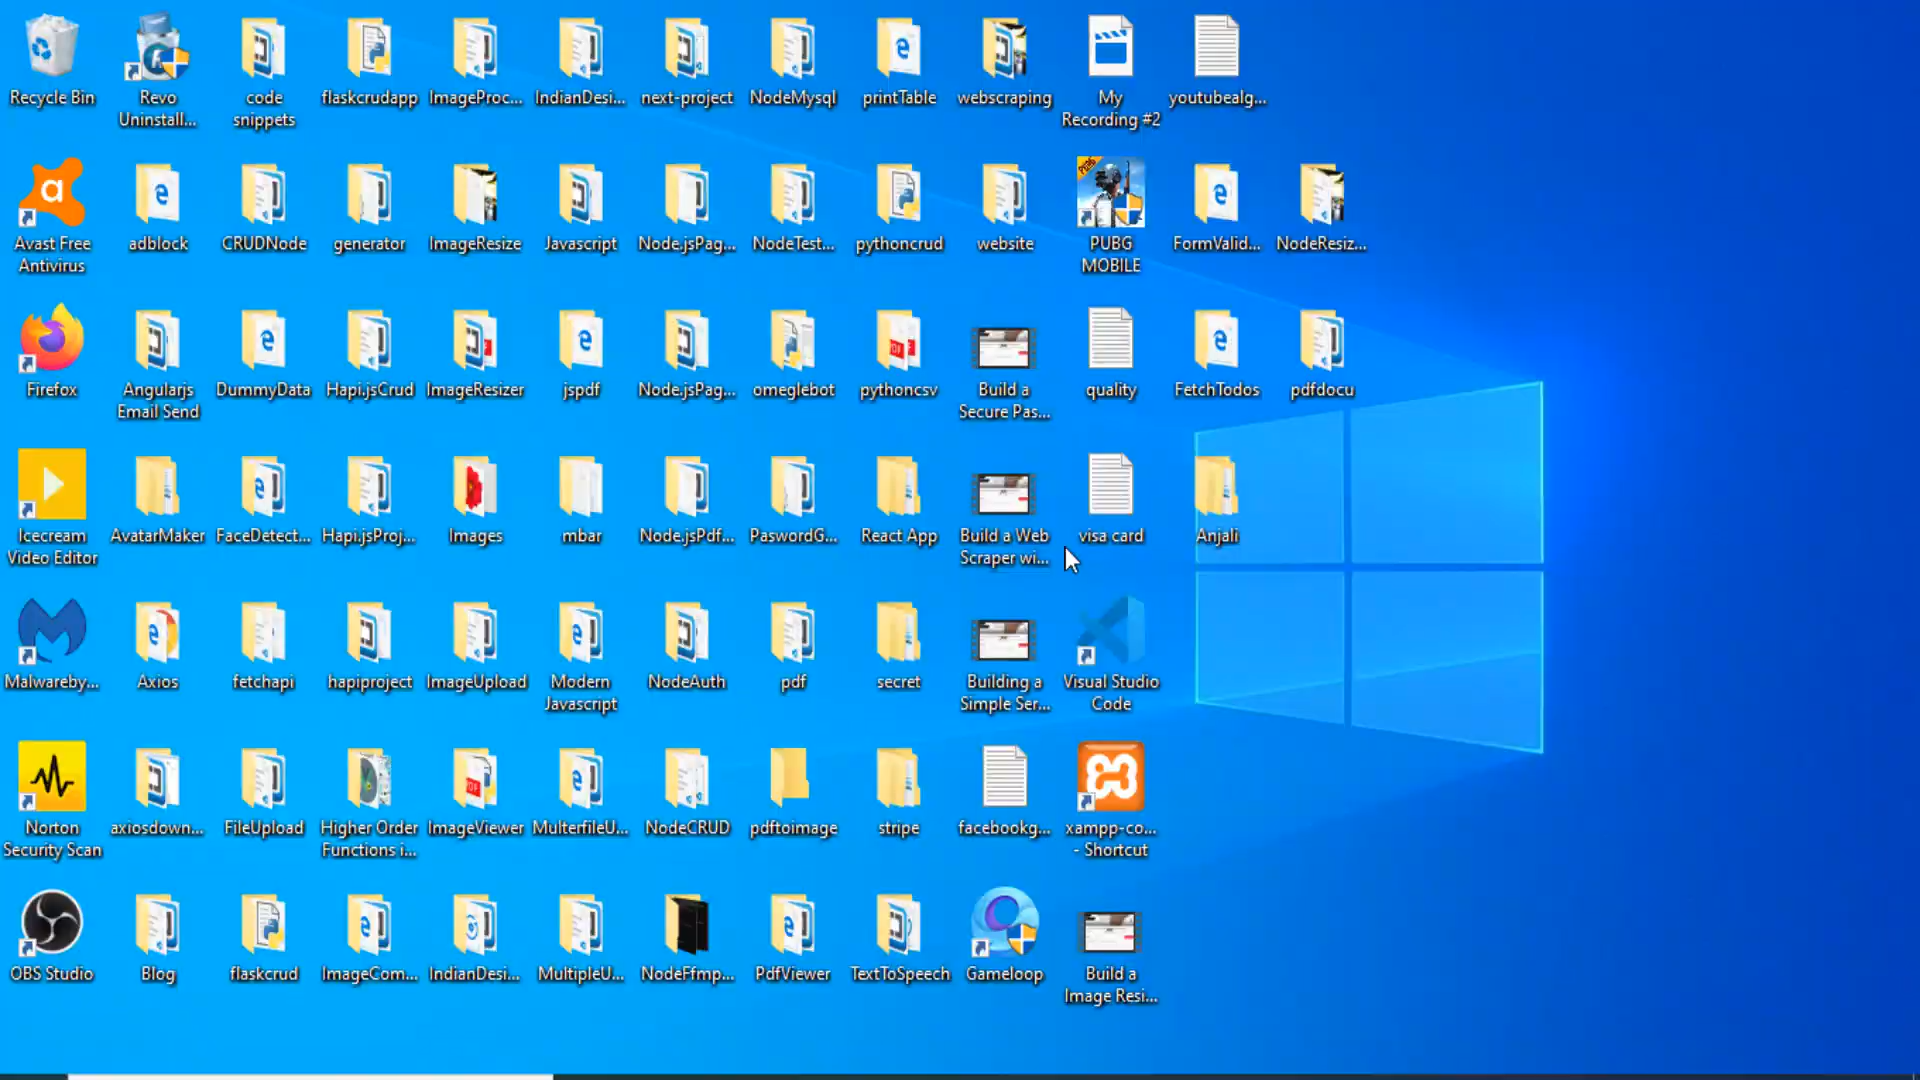 Recycle Bin
Revo
Uninstall...
code
snippets
flaskcrudapp
ImageProc...
IndianDesi...
next-project
NodeMysql
printTable
webscraping
My
Recording #2
youtubealg...
Avast Free
Antivirus
adblock
CRUDNode
generator
ImageResize
Javascript
Node.jsPag...
NodeTest...
pythoncrud
website
PUBG
MOBILE
FormValid...
NodeResiz...
Firefox
Angularjs
Email Send
DummyData
Hapi.jsCrud
ImageResizer
jspdf
Node.jsPag...
omeglebot
pythoncsv
Build a
Secure Pas...
quality
FetchTodos
pdfdocu
Icecream
Video Editor
AvatarMaker
FaceDetect...
Hapi.jsProj...
Images
mbar
Node.jsPdf...
PaswordG...
React App
Build a Web
Scraper wi...
visa card
Anjali
Malwareby...
Axios
fetchapi
hapiproject
ImageUpload
Modern
Javascript
NodeAuth
pdf
secret
Building a
Simple Ser...
Visual Studio
Code
Norton
Security Scan
axiosdown...
FileUpload
Higher Order
Functions i...
ImageViewer
MulterfileU...
NodeCRUD
pdftoimage
stripe
facebookg...
xampp-co...
- Shortcut
OBS Studio
Blog
flaskcrud
ImageCom...
IndianDesi...
MultipleU...
NodeFfmp...
PdfViewer
TextToSpeech
Gameloop
Build a
Image Resi...